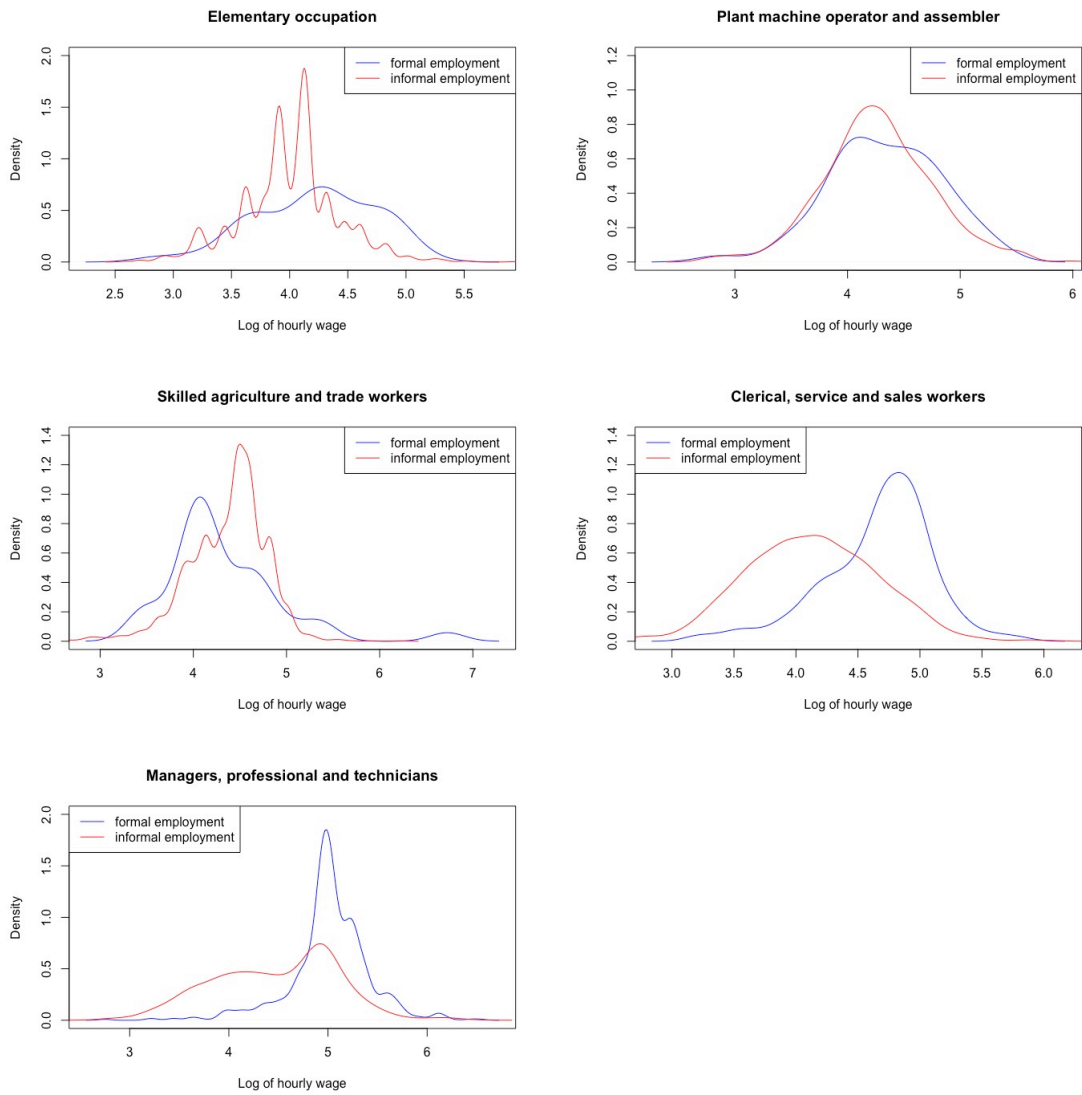 Elementary occupation
2.0
1.5
1.0
0.5
0.0
Density
formal employment
informal employment
2.5 3.0 3.5 4.0 4.5 5.0 5.5
Log of hourly wage
Plant machine operator and assembler
1.2
1.0
0.8
0.6
0.4
0.2
0.0
Density
formal employment
informal employment
3 4 5 6
Log of hourly wage
Skilled agriculture and trade workers
1.4
1.2
1.0
0.8
0.6
0.4
0.2
0.0
Density
formal employment
informal employment
3 4 5 6 7
Log of hourly wage
Clerical, service and sales workers
1.4
1.2
1.0
0.8
0.6
0.4
0.2
0.0
Density
formal employment
informal employment
3.0 3.5 4.0 4.5 5.0 5.5 6.0
Log of hourly wage
Managers, professional and technicians
2.0
1.5
1.0
0.5
0.0
Density
formal employment
informal employment
3 4 5 6
Log of hourly wage